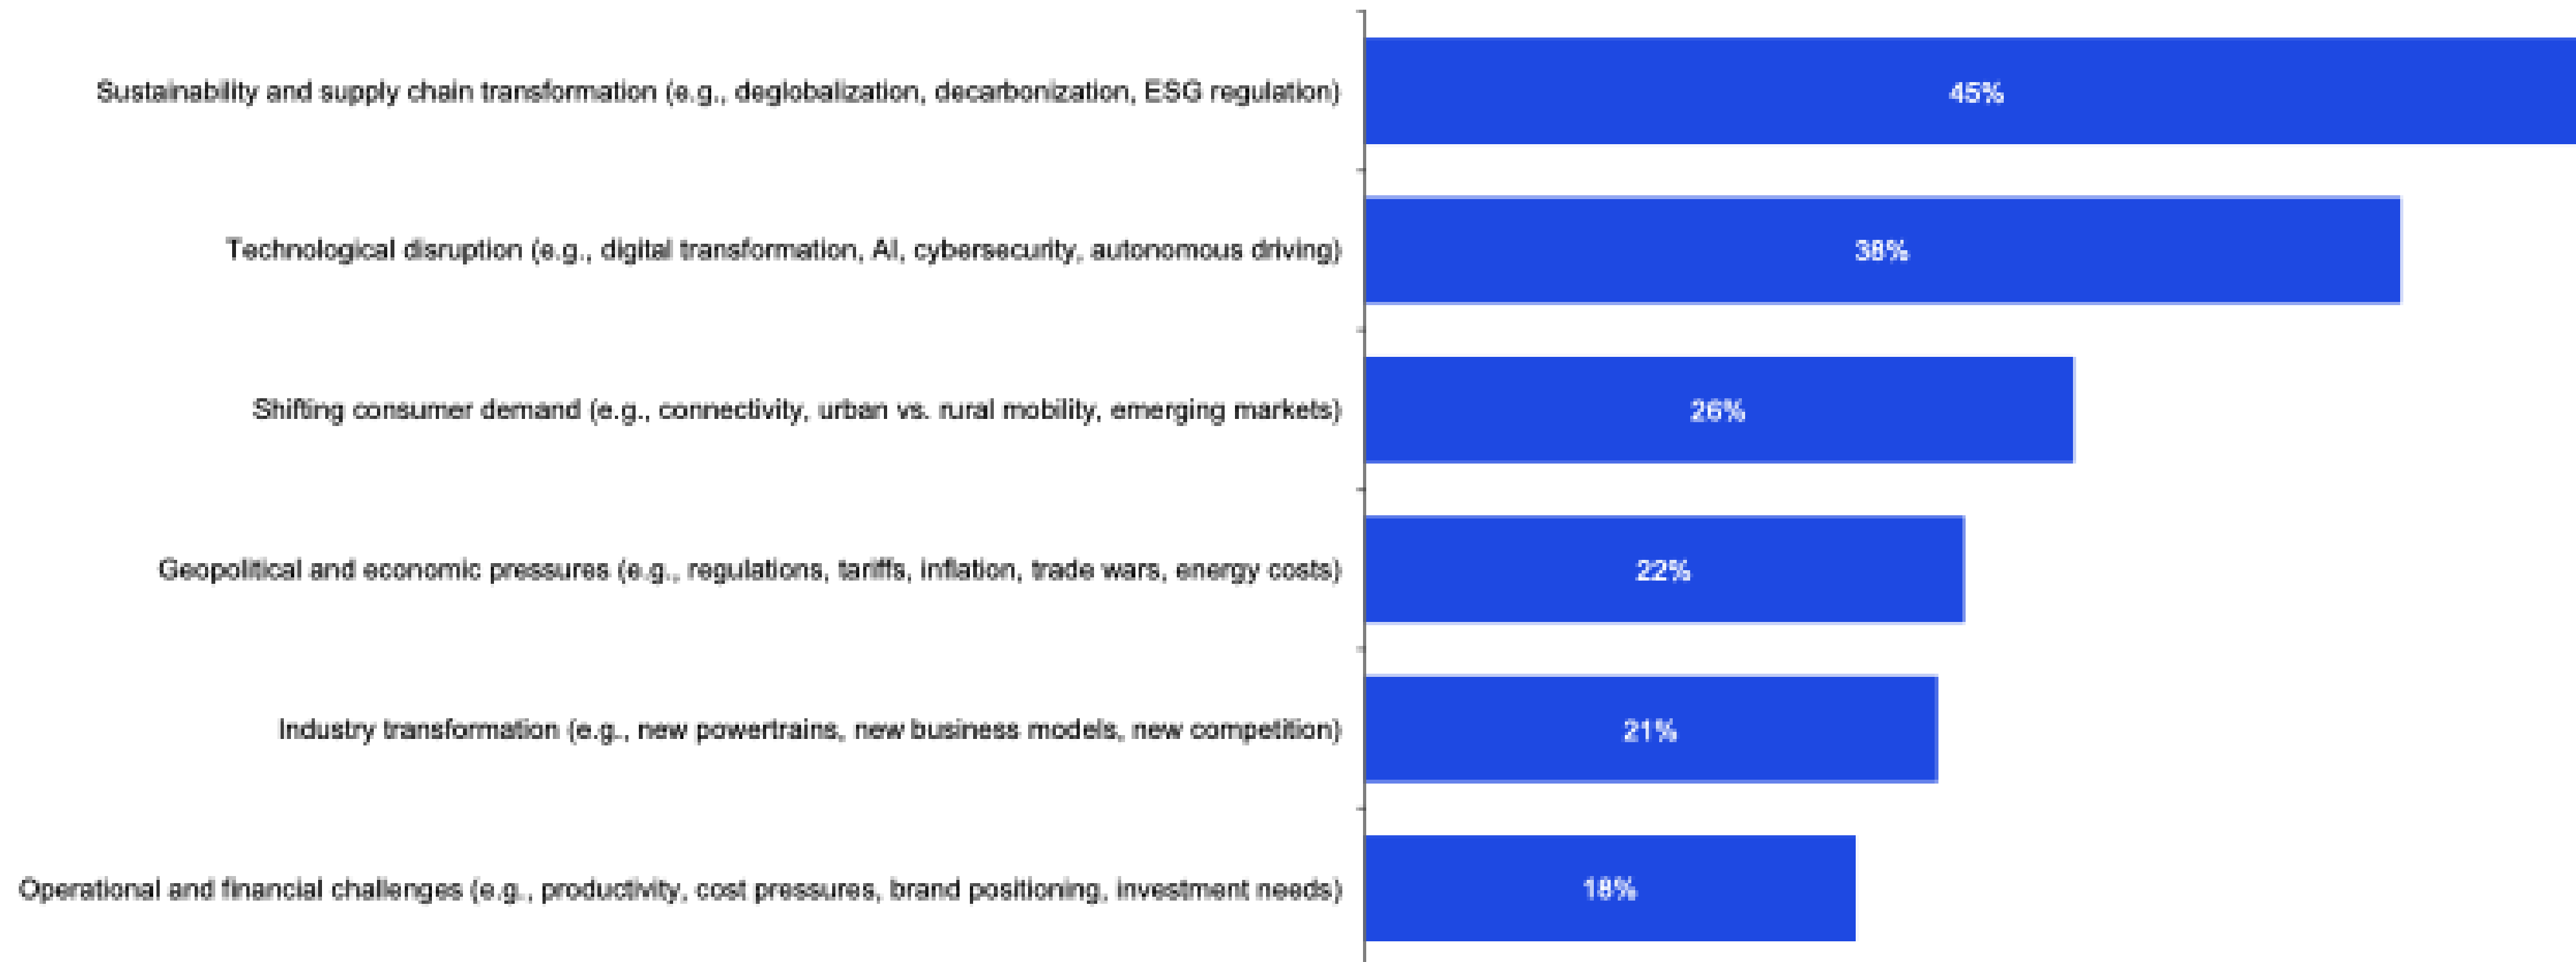 Sustainability and supply chain transformation (e.g., deglobalization, decarbonization, ESG regulation) 45%
Technological disruption (e.g., digital transformation, AI, cybersecurity, autonomous driving) 38%
Shifting consumer demand (e.g., connectivity, urban vs. rural mobility, emerging markets) 26%
Geopolitical and economic pressures (e.g., regulations, tariffs, inflation, trade wars, energy costs) 22%
Industry transformation (e.g., new powertrains, new business models, new competition) 21%
Operational and financial challenges (e.g., productivity, cost pressures, brand positioning, investment needs) 18%